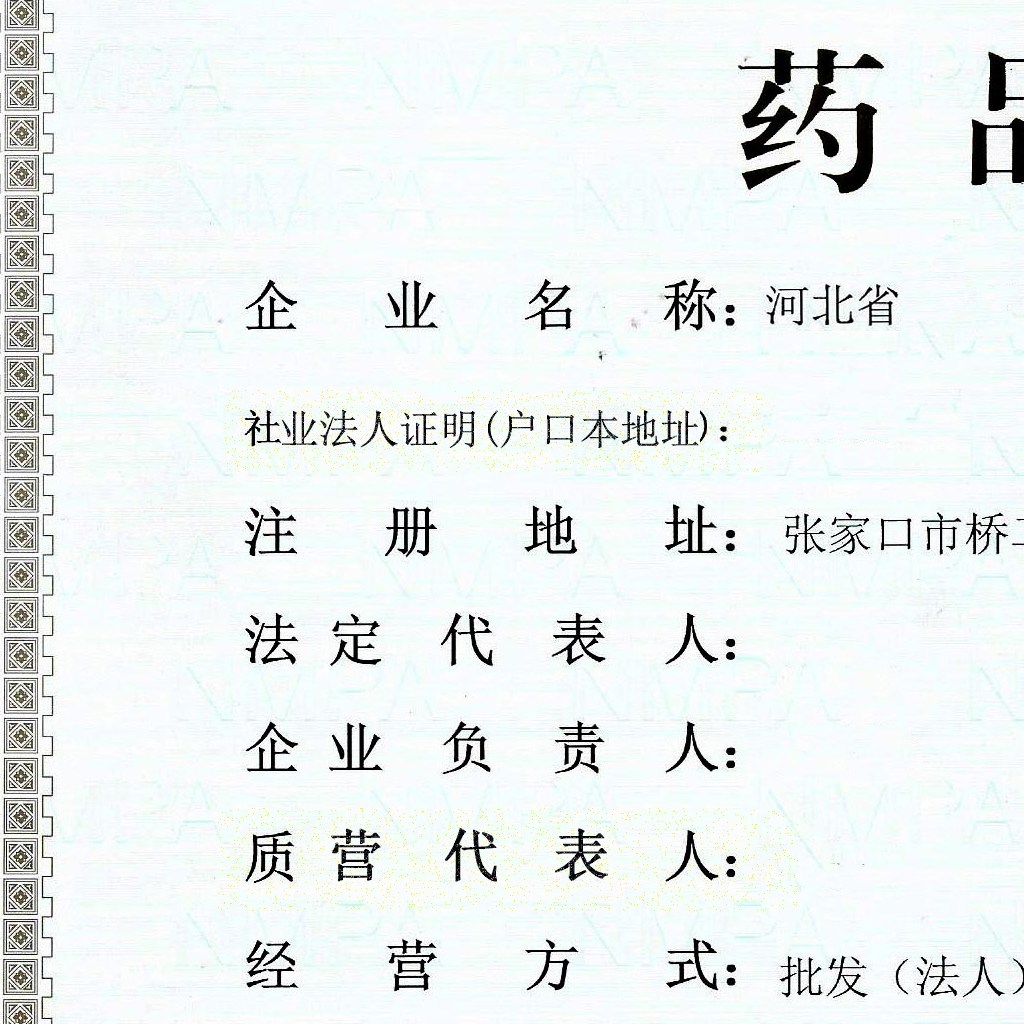 药品
企业名称：河北省
社业法人证明(户口本地址)：
注册地址：张家口市桥
法定代表人：
企业负责人：
质营代表人：
经营方式：批发（法人）